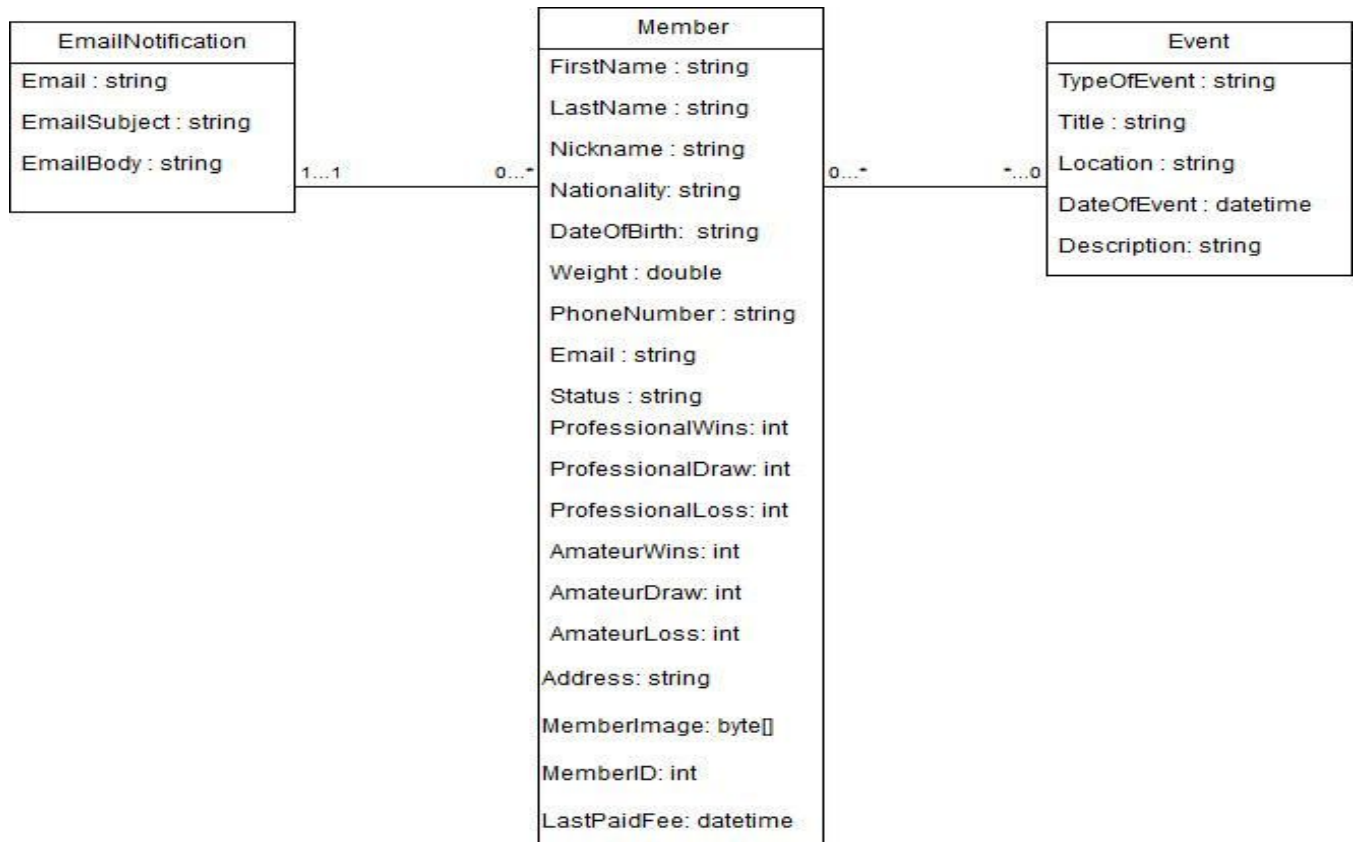 EmailNotification
Email : string
EmailSubject : string
EmailBody : string
1...1
0...*
Member
FirstName : string
LastName : string
Nickname : string
Nationality: string
DateOfBirth: string
Weight : double
PhoneNumber : string
Email : string
Status : string
ProfessionalWins: int
ProfessionalDraw: int
ProfessionalLoss: int
AmateurWins: int
AmateurDraw: int
AmateurLoss: int
Address: string
MemberImage: byte[]
MemberID: int
LastPaidFee: datetime
0...*
*...0
Event
TypeOfEvent : string
Title : string
Location : string
DateOfEvent : datetime
Description: string